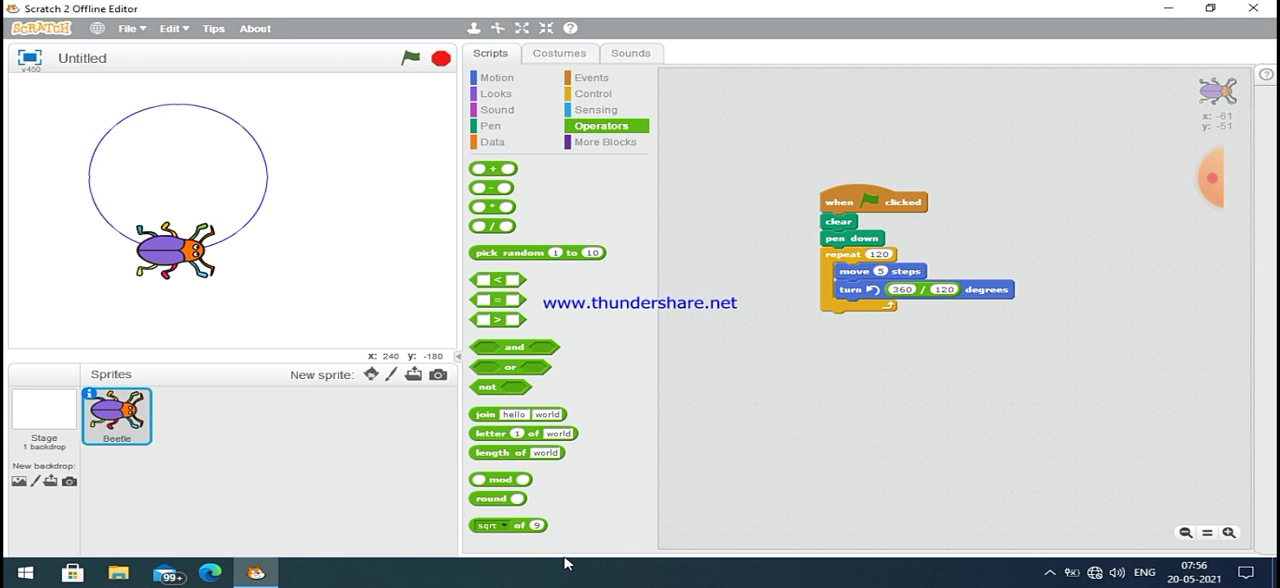 Scratch 2 Offline Editor
SCRATCH File Edit Tips About
v450 Untitled
Scripts Costumes Sounds
Motion Events
Looks Control
Sound Sensing
Pen Operators
Data More Blocks
+
-
*
/
pick random 1 to 10
<
=
>
and
or
not
join hello world
letter 1 of world
length of world
mod
round
sqrt of 9
x: -61
y: -51
when clicked
clear
pen down
repeat 120
move 5 steps
turn 360 / 120 degrees
www.thundershare.net
x: 240 y: -180
Sprites New sprite:
Stage
1 backdrop
New backdrop:
Beetle
99+
ENG
07:56
20-05-2021